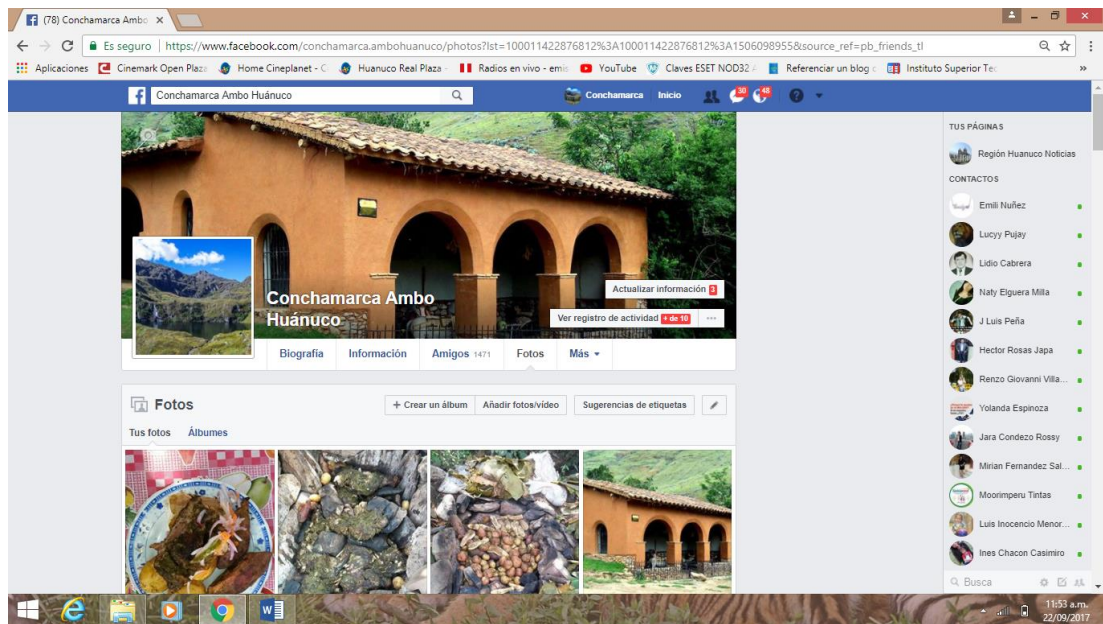 (78) Conchamarca Ambo
Es seguro | https://www.facebook.com/conchamarca.ambohuanuco/photos?lst=100011422876812%3A100011422876812%3A1506098955&source_ref=pb_friends_tl
Aplicaciones Cinemark Open Plaza Home Cineplanet - C Huanuco Real Plaza - Radios en vivo - emis YouTube Claves ESET NOD32 Referenciar un blog Instituto Superior Tec »
Conchamarca Ambo Huánuco
Conchamarca Inicio 30 48
Conchamarca Ambo
Huánuco
Actualizar información 3
Ver registro de actividad + de 10 ...
Biografía Información Amigos 1471 Fotos Más
Fotos
+ Crear un álbum Añadir fotos/vídeo Sugerencias de etiquetas
Tus fotos Álbumes
TUS PÁGINAS
Región Huanuco Noticias
CONTACTOS
Emili Nuñez
Lucyy Pujay
Lidio Cabrera
Naty Elguera Milla
J Luis Peña
Hector Rosas Japa
Renzo Giovanni Villa...
Yolanda Espinoza
Jara Condezo Rossy
Mirian Fernandez Sal...
Moorimperu Tintas
Luis Inocencio Menor...
Ines Chacon Casimiro
Busca
11:53 a.m.
22/09/2017